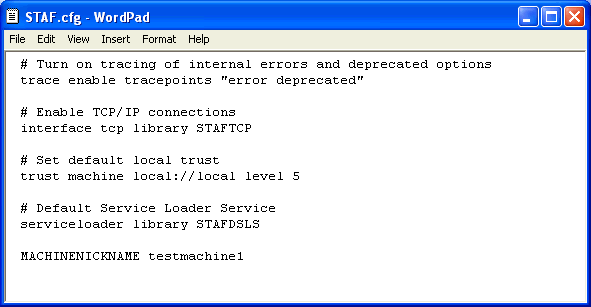 STAF.cfg - WordPad
File Edit View Insert Format Help
# Turn on tracing of internal errors and deprecated options
trace enable tracepoints "error deprecated"
# Enable TCP/IP connections
interface tcp library STAFTCP
# Set default local trust
trust machine local://local level 5
# Default Service Loader Service
serviceloader library STAFDSLS
MACHINENICKNAME testmachine1